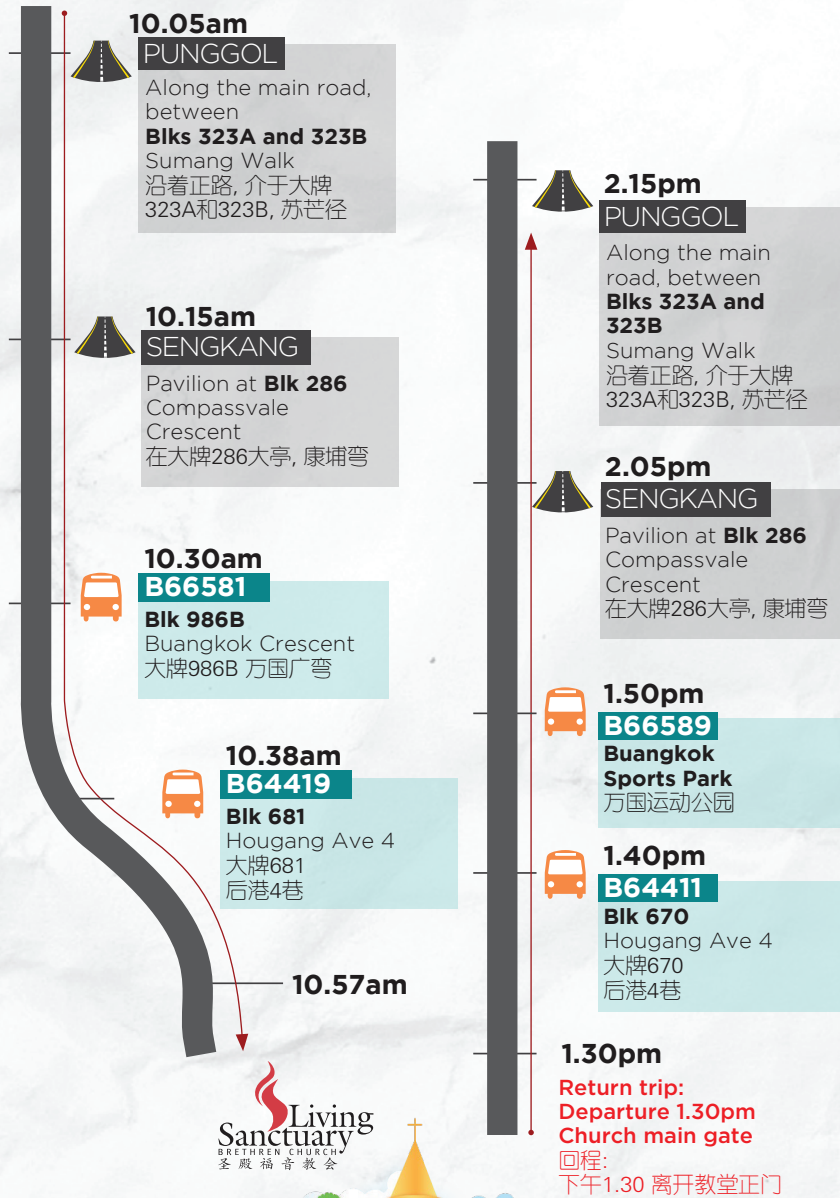 10.05am
PUNGGOL
Along the main road,
between
Blks 323A and 323B
Sumang Walk
沿着正路, 介于大牌
323A和323B, 苏芒径
10.15am
SENGKANG
Pavilion at Blk 286
Compassvale
Crescent
在大牌286大亭, 康埔弯
10.30am
B66581
Blk 986B
Buangkok Crescent
大牌986B 万国广弯
10.38am
B64419
Blk 681
Hougang Ave 4
大牌681
后港4巷
10.57am
Living
Sanctuary
BRETHREN CHURCH
圣殿福音教会
2.15pm
PUNGGOL
Along the main
road, between
Blks 323A and
323B
Sumang Walk
沿着正路, 介于大牌
323A和323B, 苏芒径
2.05pm
SENGKANG
Pavilion at Blk 286
Compassvale
Crescent
在大牌286大亭, 康埔弯
1.50pm
B66589
Buangkok
Sports Park
万国运动公园
1.40pm
B64411
Blk 670
Hougang Ave 4
大牌670
后港4巷
1.30pm
Return trip:
Departure 1.30pm
Church main gate
回程:
下午1.30 离开教堂正门